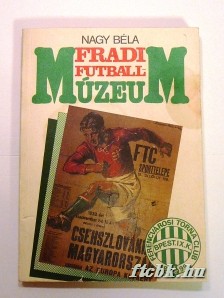 NAGY BÉLA
FRADI
FUTBALL
MÚZEUM
FTC
SPORTTELEPE
CSEHSZLOVÁKIA
MAGYARORSZÁG
FERENCVÁROSI TORNA CLUB
BPEST.IX.K.
ftcbk.hu